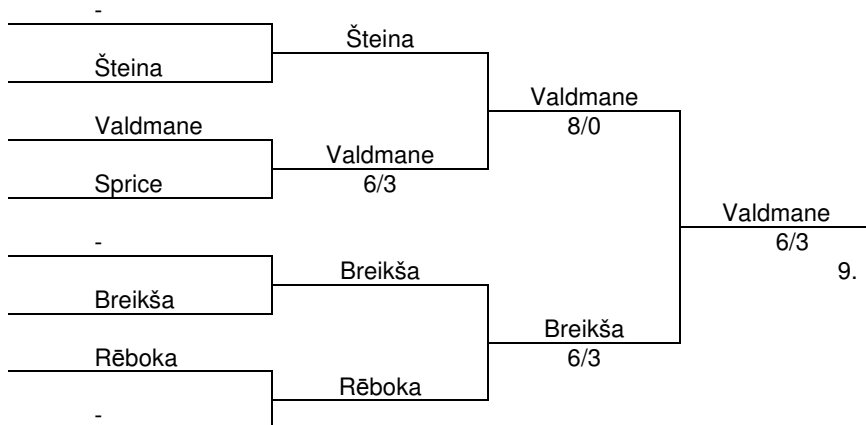 -
Šteina
Šteina
Valdmane
Valdmane
8/0
Valdmane
6/3
Sprice
Valdmane
6/3
9.
-
Breikša
Breikša
Breikša
6/3
Rēboka
Rēboka
-